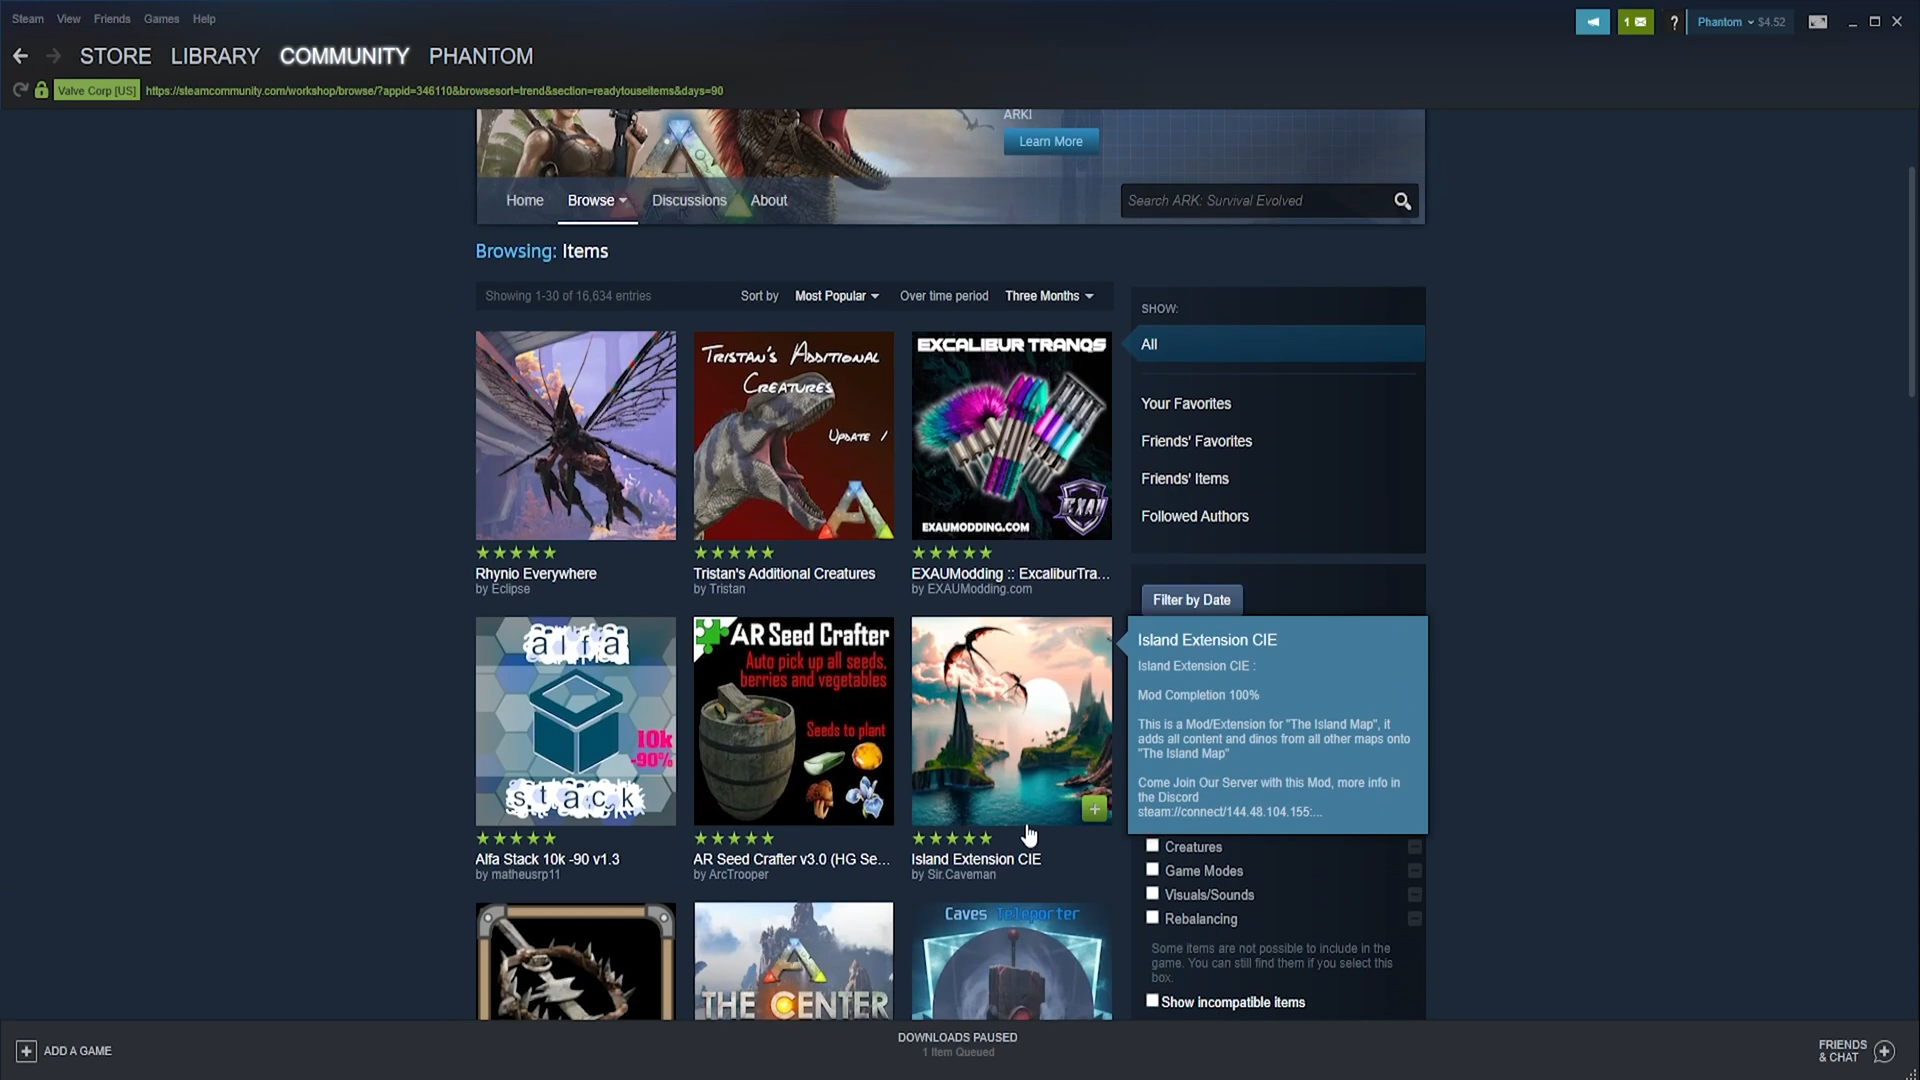 Steam View Friends Games Help
1
?
Phantom $4.52
STORE LIBRARY COMMUNITY PHANTOM
Valve Corp [US] https://steamcommunity.com/workshop/browse/?appid=346110&browsesort=trend&section=readytouseitems&days=90
ARK!
Learn More
Home Browse Discussions About
Search ARK: Survival Evolved
Browsing: Items
Showing 1-30 of 16,634 entries
Sort by Most Popular Over time period Three Months
SHOW:
All
Your Favorites
Friends' Favorites
Friends' Items
Followed Authors
TRISTAN'S ADDITIONAL
CREATURES
UPDATE 1
EXCALIBUR TRANQS
EXAU
EXAUMODDING.COM
Rhynio Everywhere
by Eclipse
Tristan's Additional Creatures
by Tristan
EXAUModding :: ExcaliburTra...
by EXAUModding.com
Filter by Date
alfa
10k
-90%
stack
AR Seed Crafter
Auto pick up all seeds,
berries and vegetables
Seeds to plant
Island Extension CIE
Island Extension CIE :
Mod Completion 100%
This is a Mod/Extension for "The Island Map", it
adds all content and dinos from all other maps onto
"The Island Map"
Come Join Our Server with this Mod, more info in
the Discord
steam://connect/144.48.104.155:...
Alfa Stack 10k -90 v1.3
by matheusrp11
AR Seed Crafter v3.0 (HG Se...
by ArcTrooper
Island Extension CIE
by Sir.Caveman
Creatures
Game Modes
Visuals/Sounds
Rebalancing
Some items are not possible to include in the
game. You can still find them if you select this
box.
Show incompatible items
THE CENTER
Caves Teleporter
ADD A GAME
DOWNLOADS PAUSED
1 Item Queued
FRIENDS
& CHAT